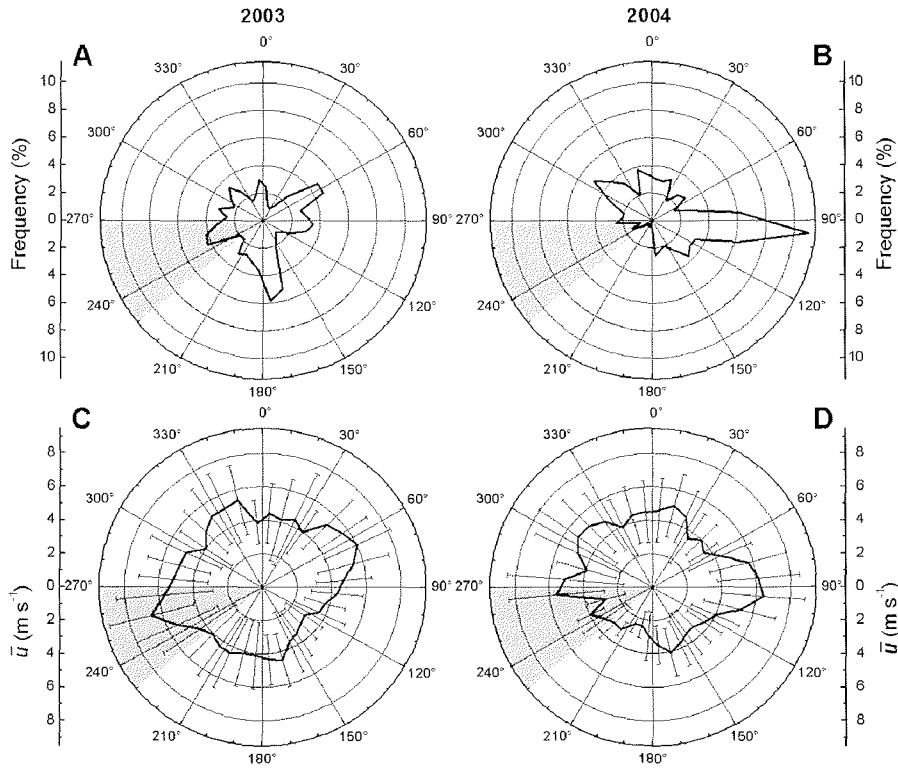 2003 2004
A 0° B 0°
330° 30° 330° 30°
300° 60° 300° 60°
270° 90° 270° 90°
240° 120° 240° 120°
210° 150° 210° 150°
180° 180°
Frequency (%) 10 8 6 4 2 0 2 4 6 8 10
10 8 6 4 2 0 2 4 6 8 10 Frequency (%)
C 0° D 0°
330° 30° 330° 30°
300° 60° 300° 60°
270° 90° 270° 90°
240° 120° 240° 120°
210° 150° 210° 150°
180° 180°
u̅ (m s⁻¹) 8 6 4 2 0 2 4 6 8
8 6 4 2 0 2 4 6 8 u̅ (m s⁻¹)